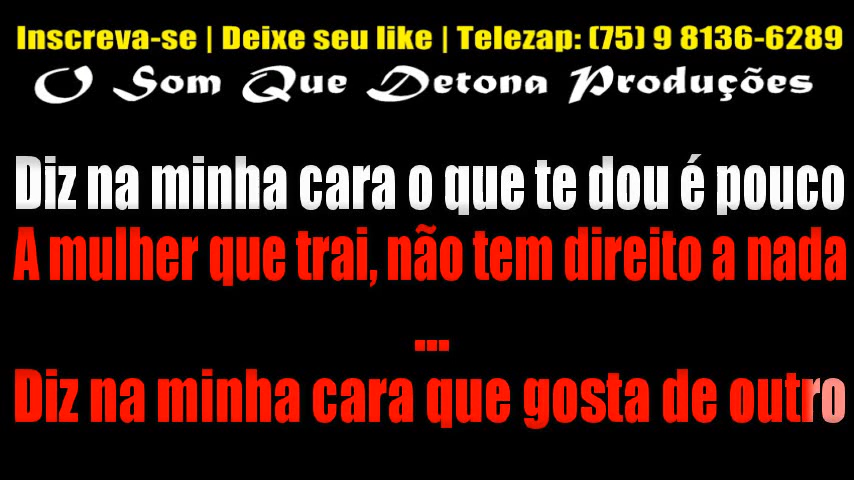 Inscreva-se | Deixe seu like | Telezap: (75) 9 8136-6289
O Som Que Detona Produções
Diz na minha cara o que te dou é pouco
A mulher que trai, não tem direito a nada
...
Diz na minha cara que gosta de outro